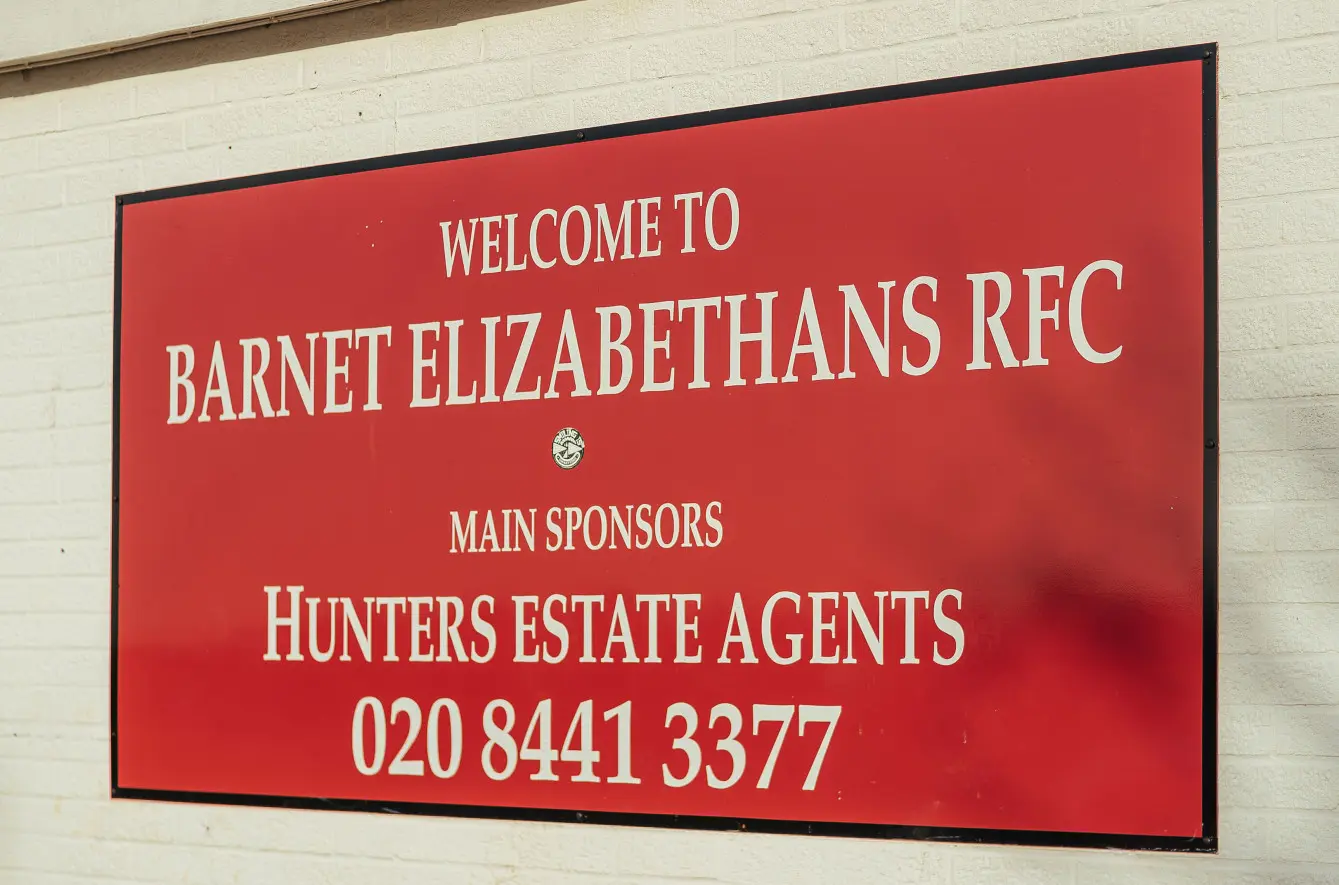 WELCOME TO
BARNET ELIZABETHANS RFC
MAIN SPONSORS
HUNTERS ESTATE AGENTS
020 8441 3377